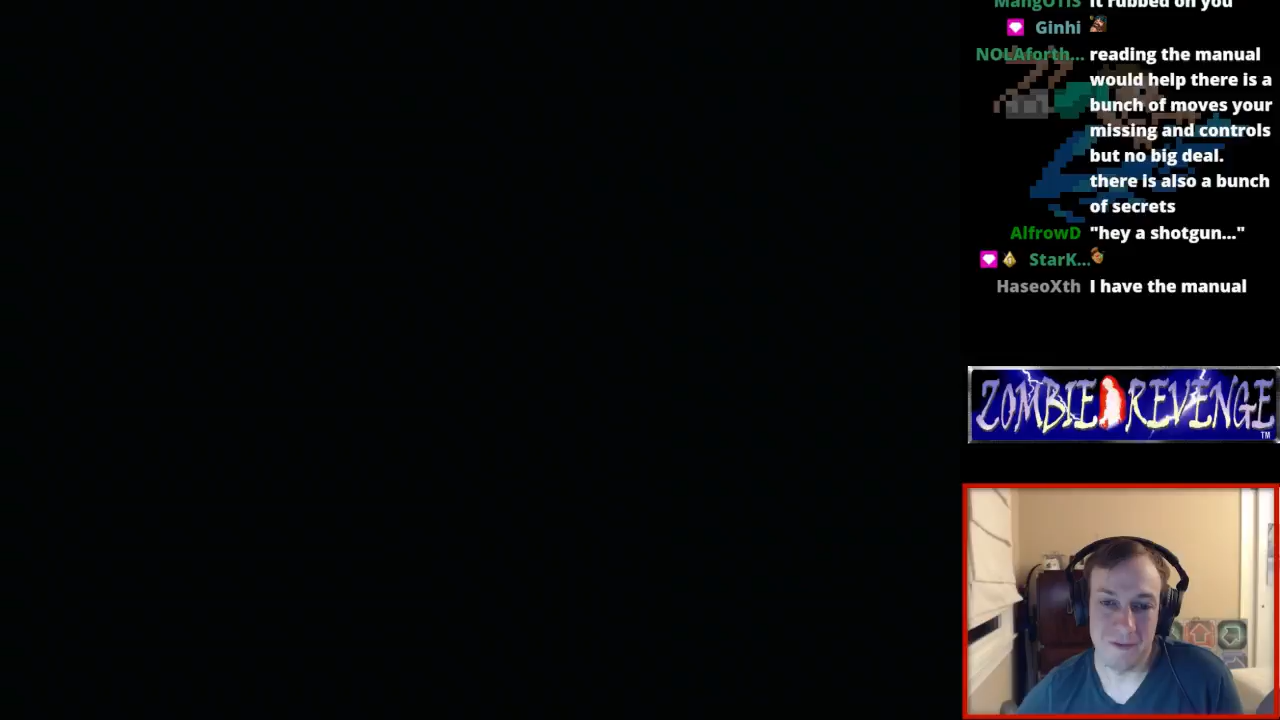 MangOTIS it rubbed on you
Ginhi
NOLAforth... reading the manual
would help there is a
bunch of moves your
missing and controls
but no big deal.
there is also a bunch
of secrets
AlfrowD "hey a shotgun..."
StarK...
HaseoXth I have the manual
ZOMBIE REVENGE
TM